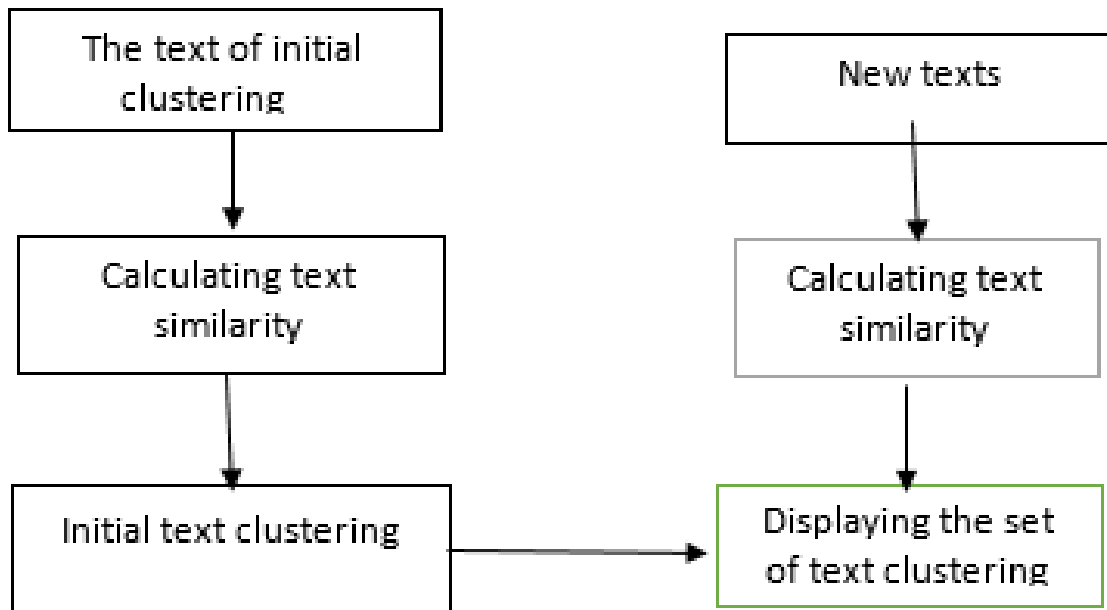 The text of initial
clustering
Calculating text
similarity
Initial text clustering
New texts
Calculating text
similarity
Displaying the set
of text clustering